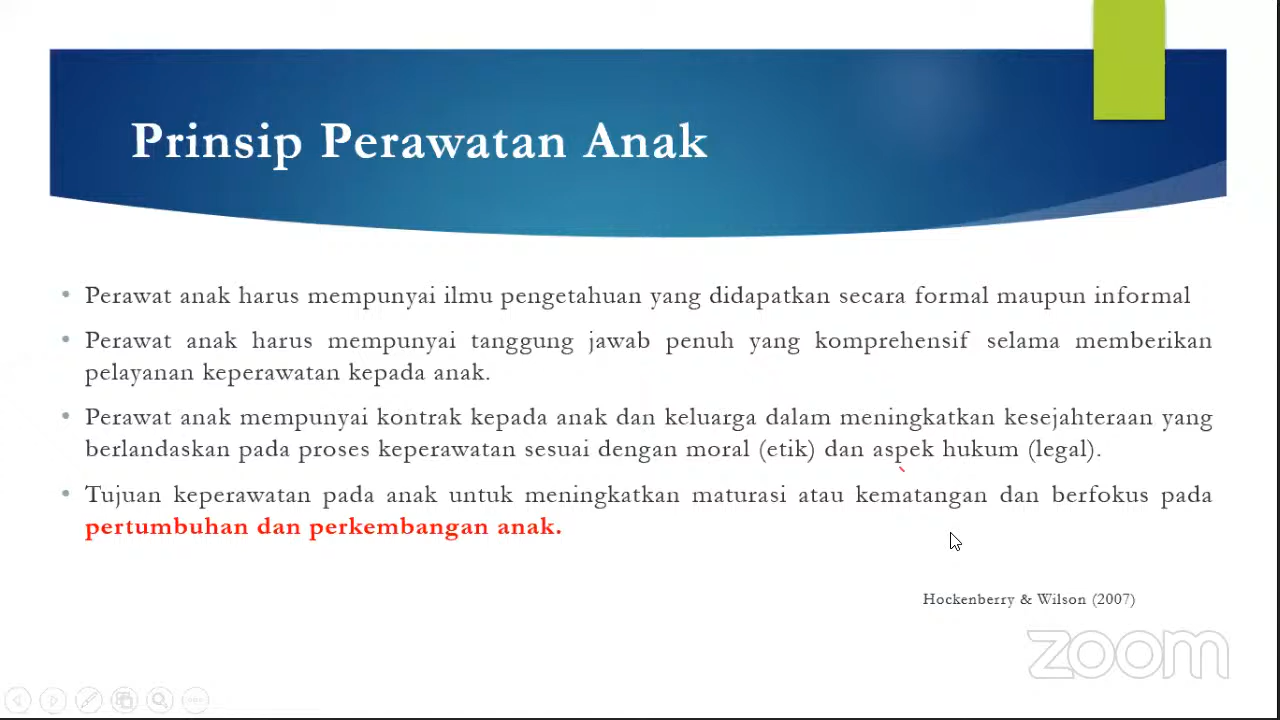 Prinsip Perawatan Anak
• Perawat anak harus mempunyai ilmu pengetahuan yang didapatkan secara formal maupun informal
• Perawat anak harus mempunyai tanggung jawab penuh yang komprehensif selama memberikan
pelayanan keperawatan kepada anak.
• Perawat anak mempunyai kontrak kepada anak dan keluarga dalam meningkatkan kesejahteraan yang
berlandaskan pada proses keperawatan sesuai dengan moral (etik) dan aspek hukum (legal).
• Tujuan keperawatan pada anak untuk meningkatkan maturasi atau kematangan dan berfokus pada
pertumbuhan dan perkembangan anak.
Hockenberry & Wilson (2007)
zoom